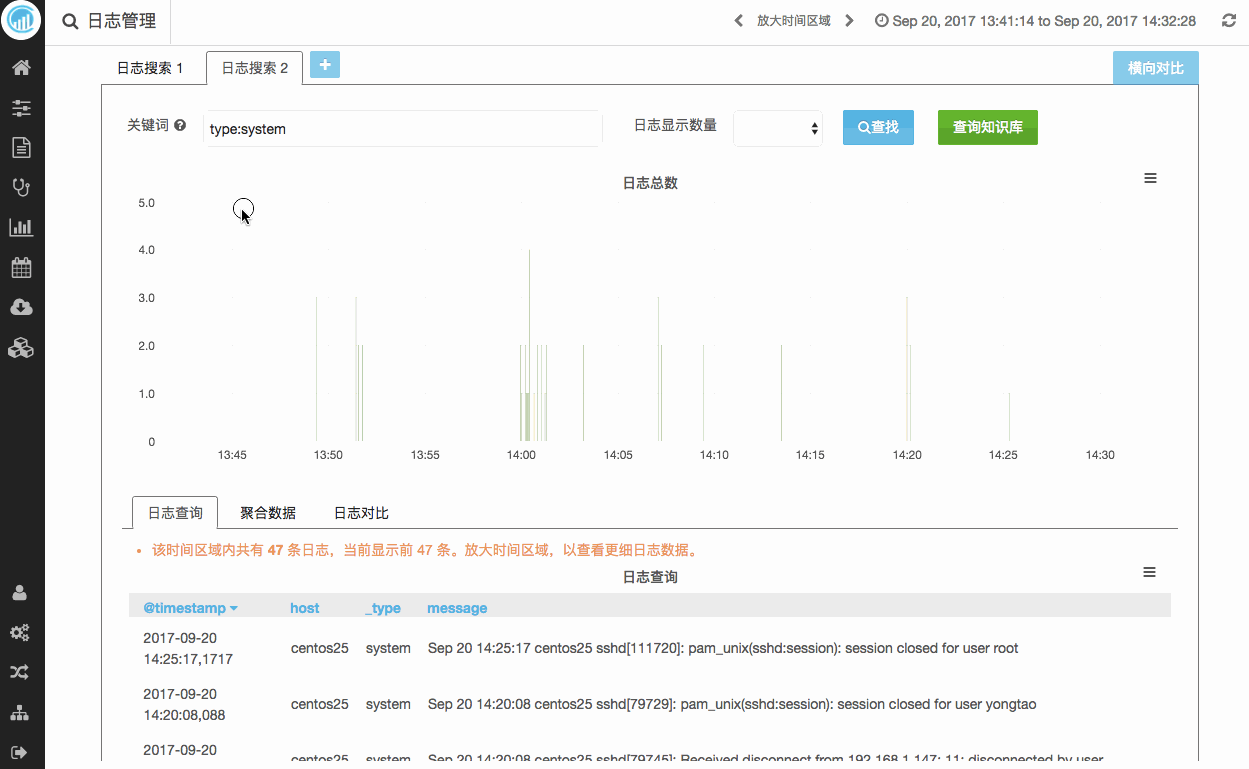 日志管理
放大时间区域
Sep 20, 2017 13:41:14 to Sep 20, 2017 14:32:28
日志搜索 1
日志搜索 2
+
横向对比
关键词
type:system
日志显示数量
查找
查询知识库
日志总数
5.0
4.0
3.0
2.0
1.0
0
13:45 13:50 13:55 14:00 14:05 14:10 14:15 14:20 14:25 14:30
日志查询 聚合数据 日志对比
• 该时间区域内共有 47 条日志，当前显示前 47 条。放大时间区域，以查看更细日志数据。
日志查询
@timestamp host _type message
2017-09-20
14:25:17,1717
centos25 system Sep 20 14:25:17 centos25 sshd[111720]: pam_unix(sshd:session): session closed for user root
2017-09-20
14:20:08,088
centos25 system Sep 20 14:20:08 centos25 sshd[79729]: pam_unix(sshd:session): session closed for user yongtao
2017-09-20
centos25 system Sep 20 14:20:08 centos25 sshd[79745]: Received disconnect from 192.168.1.147: 11: disconnected by user